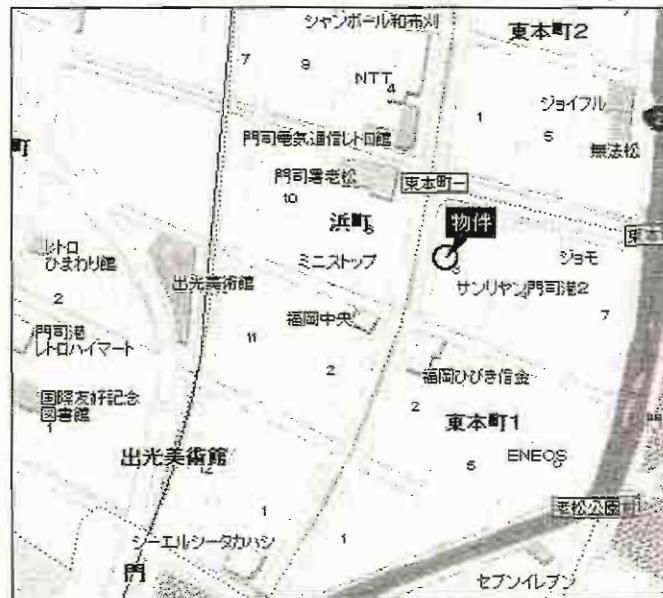 シャンボール和布刈
東本町2
7
9
NTT
4
ジョイフル
1
5
門司電気通信レトロ館
無法松
門司署老松
東本町一
10
浜町
物件
レトロ
ひまわり館
ミニストップ
ジョモ
出光美術館
サンリヤン門司港2
2
福岡中央
7
門司港
レトロハイマート
11
2
福岡ひびき信金
国際友好記念
図書館
1
2
東本町1
出光美術館
12
5
ENEOS
1
老松公園前
シーエルシータカハシ
1
門
セブンイレブン